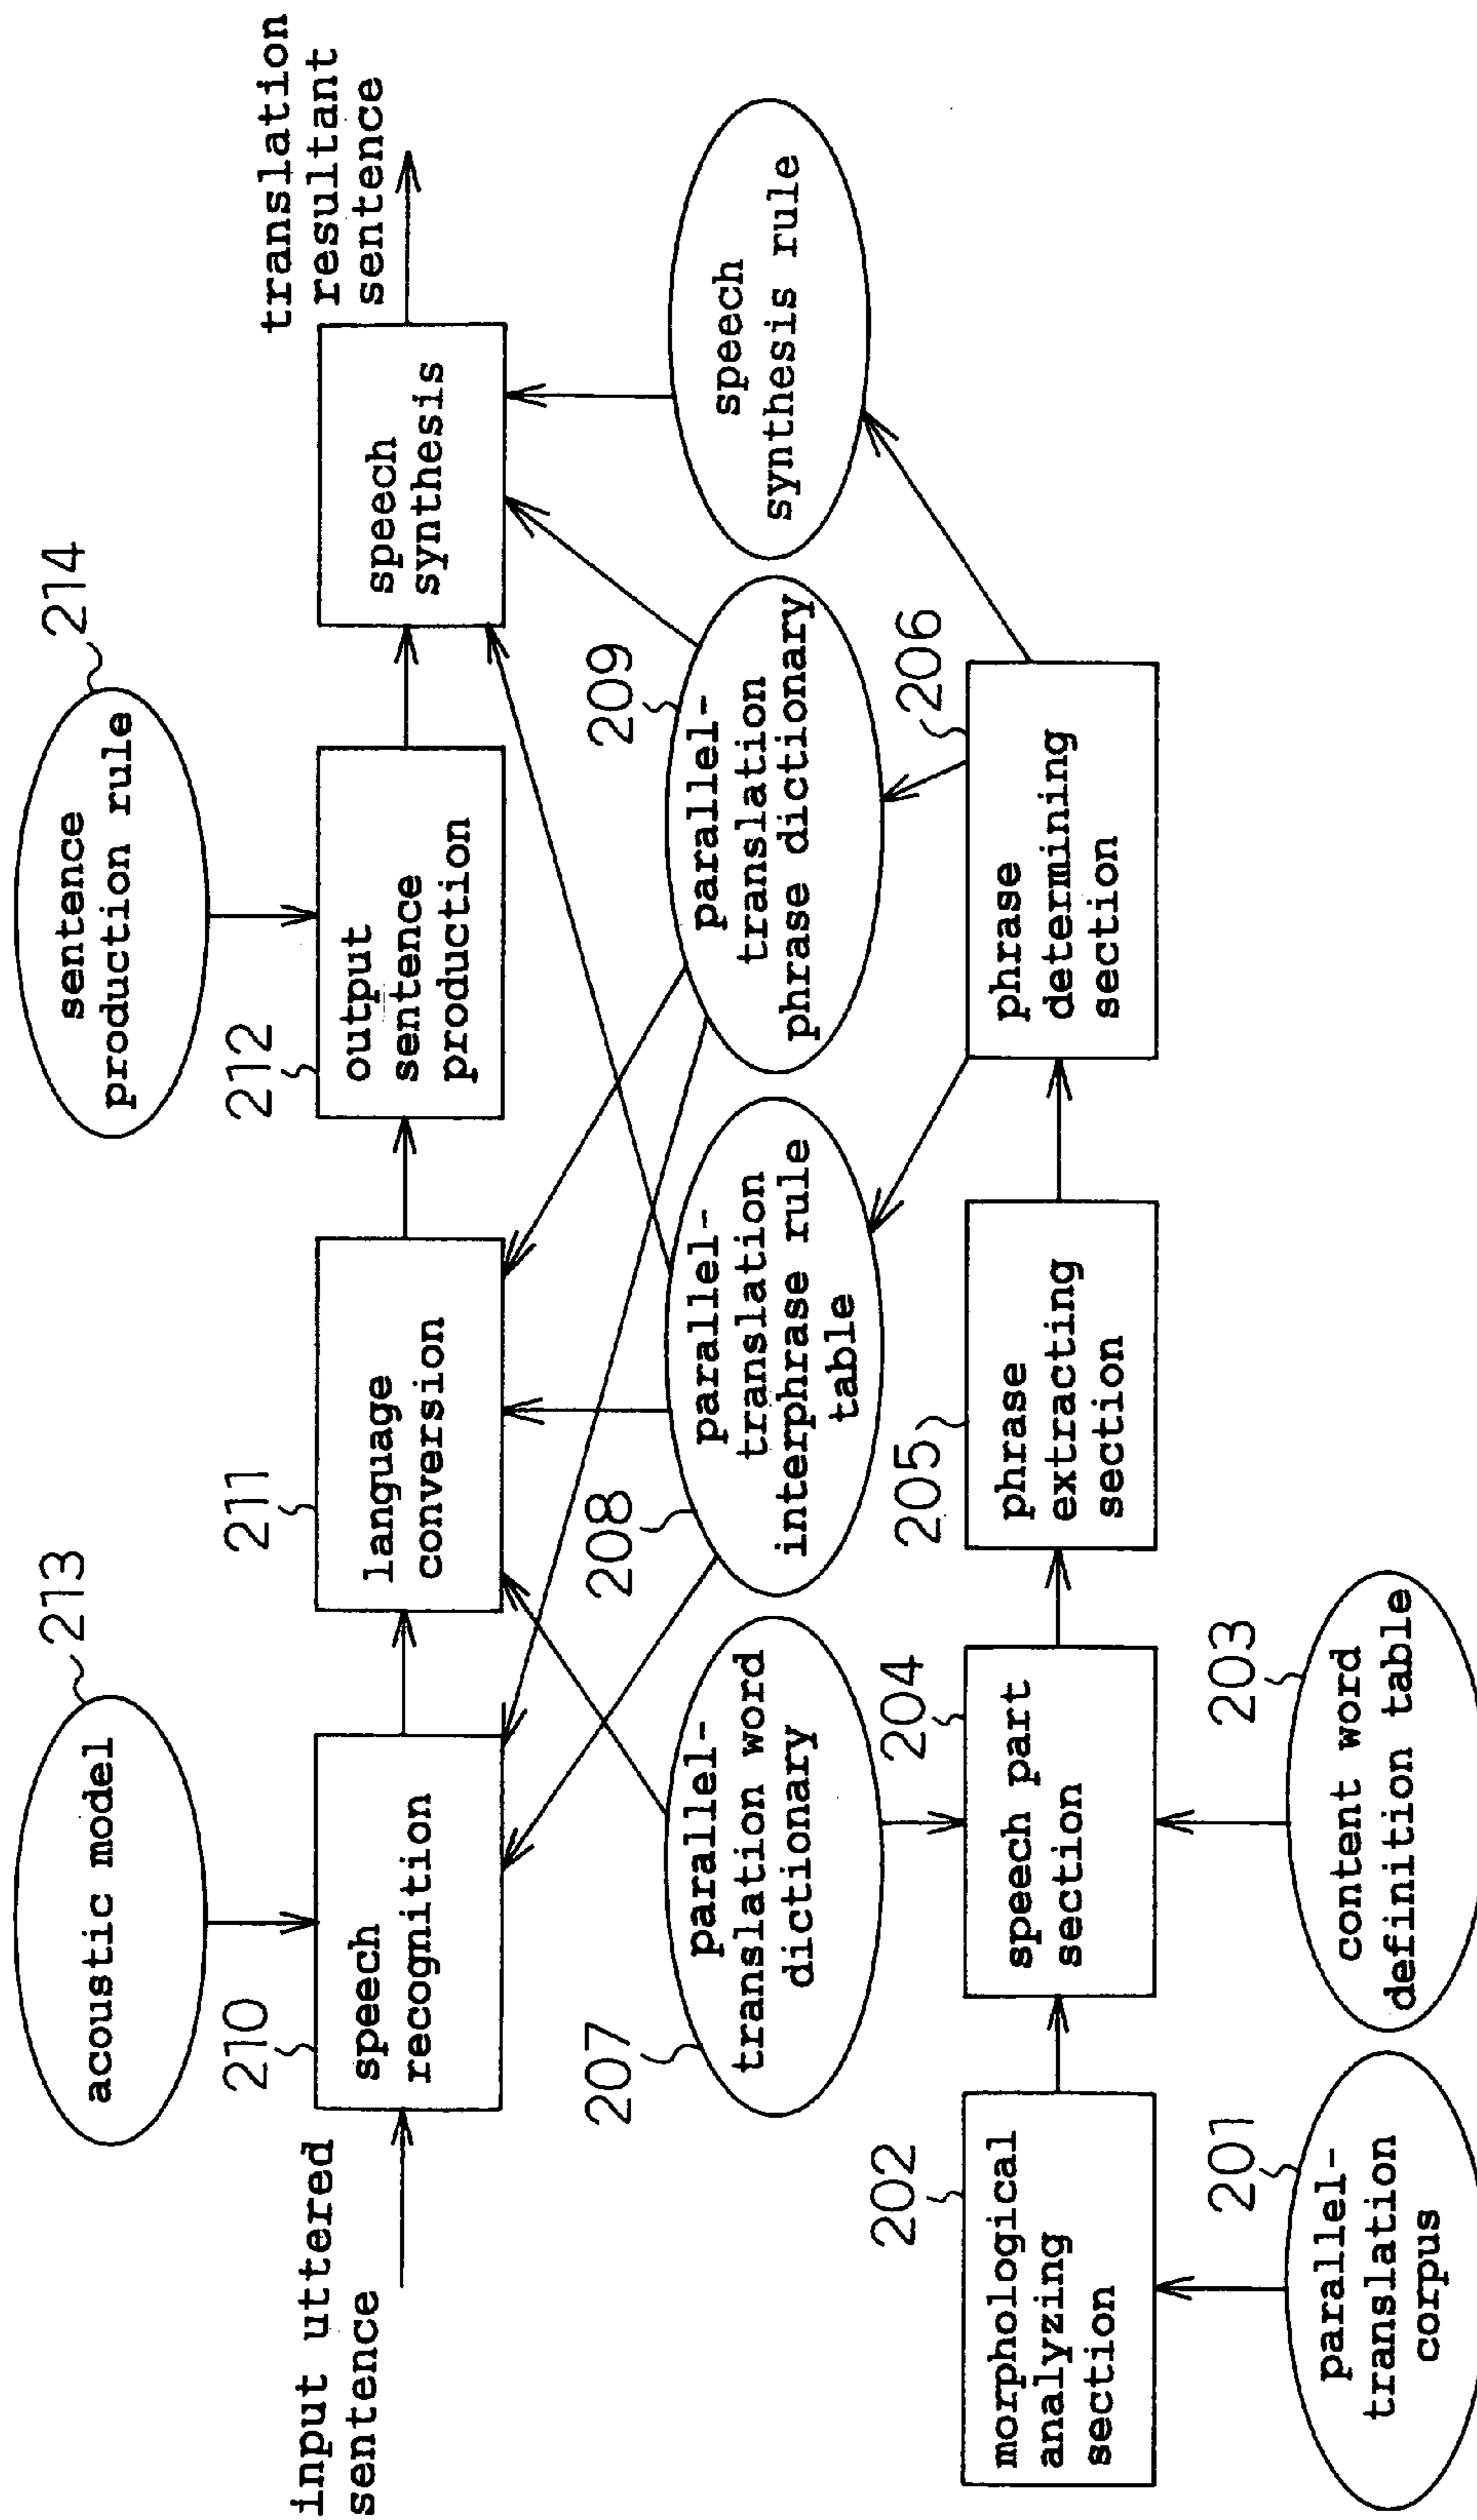 213
acoustic model
214
sentence
production rule
input uttered
sentence
210
speech
recognition
211
language
conversion
212
output
sentence
production
speech
synthesis
translation
resultant
sentence
207
parallel-
translation word
dictionary
208
parallel-
translation
interphrase rule
table
209
parallel-
translation
phrase dictionary
speech
synthesis rule
202
morphological
analyzing
section
204
speech part
section
205
phrase
extracting
section
206
phrase
determining
section
201
parallel-
translation
corpus
203
content word
definition table